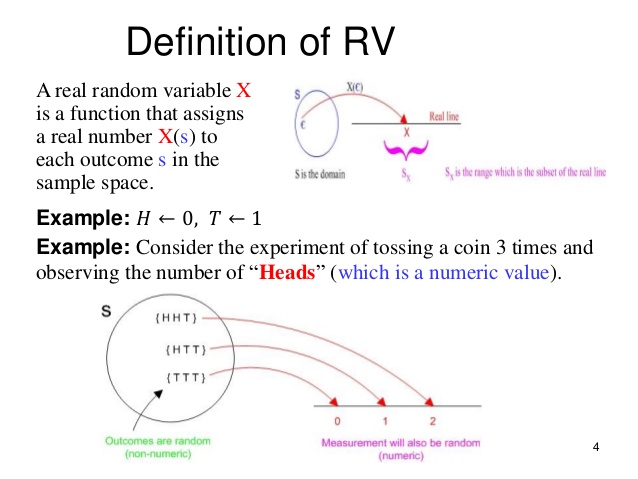 Definition of RV
A real random variable X
is a function that assigns
a real number X(s) to
each outcome s in the
sample space.
S
X(ϵ)
ϵ
Real line
X
S is the domain
S_X
S_X is the range which is the subset of the real line
Example: H ← 0, T ← 1
Example: Consider the experiment of tossing a coin 3 times and
observing the number of “Heads” (which is a numeric value).
S
{HHT}
{HTT}
{TTT}
0 1 2
Outcomes are random
(non-numeric)
Measurement will also be random
(numeric)
4